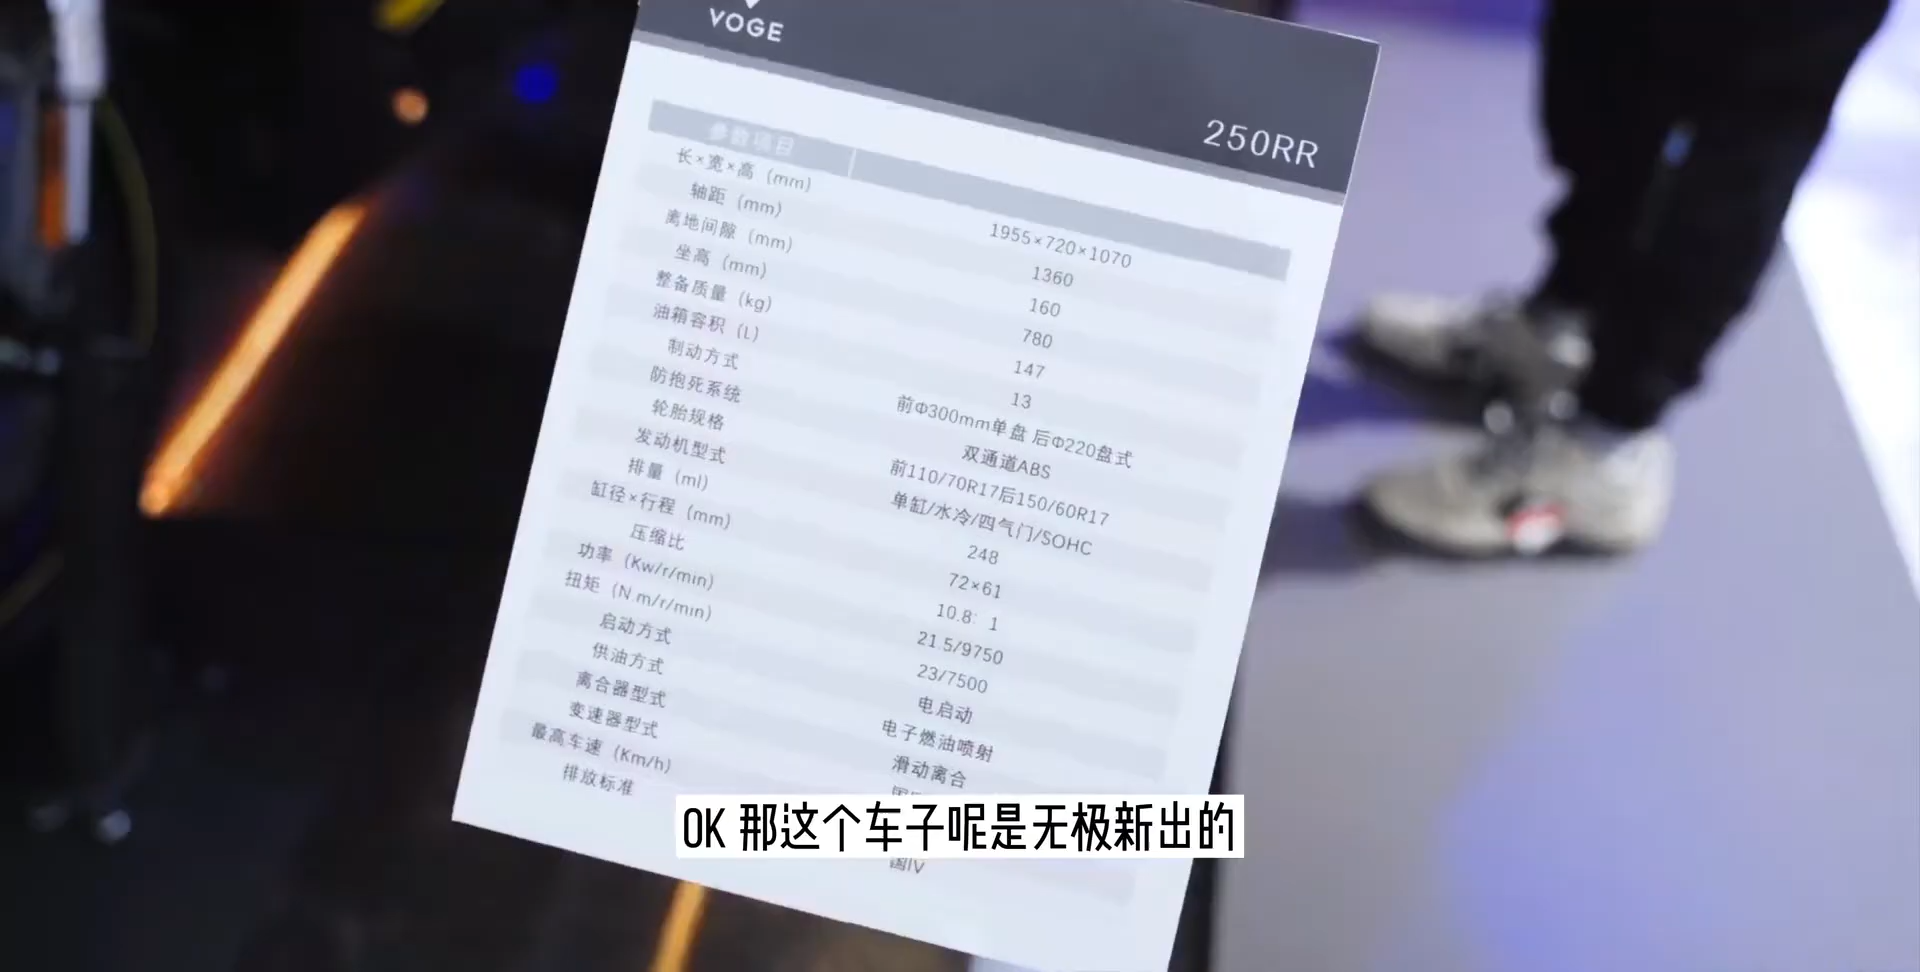 VOGE
250RR
参数项目
长×宽×高 (mm) 1955×720×1070
轴距 (mm) 1360
离地间隙 (mm) 160
坐高 (mm) 780
整备质量 (kg) 147
油箱容积 (L) 13
制动方式 前Φ300mm单盘 后Φ220盘式
防抱死系统 双通道ABS
轮胎规格 前110/70R17后150/60R17
发动机型式 单缸/水冷/四气门/SOHC
排量 (ml) 248
缸径×行程 (mm) 72×61
压缩比 10.8: 1
功率 (Kw/r/min) 21.5/9750
扭矩 (N.m/r/min) 23/7500
启动方式 电启动
供油方式 电子燃油喷射
离合器型式 滑动离合
变速器型式
最高车速 (Km/h)
排放标准 国IV
OK 那这个车子呢是无极新出的